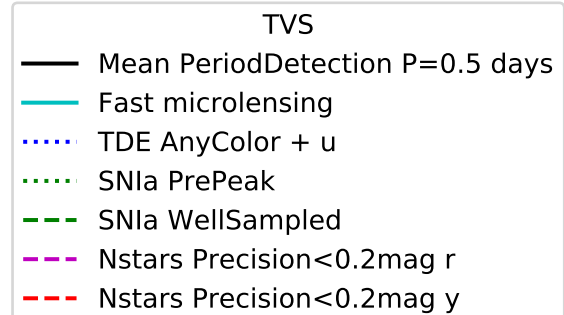 TVS
Mean PeriodDetection P=0.5 days
Fast microlensing
TDE AnyColor + u
SNIa PrePeak
SNIa WellSampled
Nstars Precision<0.2mag r
Nstars Precision<0.2mag y